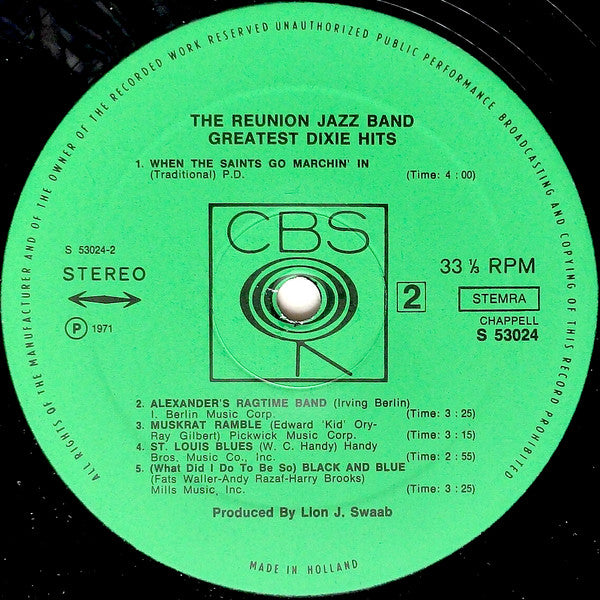 ALL RIGHTS OF THE MANUFACTURER AND OF THE OWNER OF THE RECORDED WORK RESERVED UNAUTHORIZED PUBLIC PERFORMANCE BROADCASTING AND COPYING OF THIS RECORD PROHIBITED
THE REUNION JAZZ BAND
GREATEST DIXIE HITS
1. WHEN THE SAINTS GO MARCHIN' IN
(Traditional) P.D. (Time: 4 : 00)
CBS
S 53024-2
STEREO
℗ 1971
33 ⅓ RPM
2
STEMRA
CHAPPELL
S 53024
2. ALEXANDER'S RAGTIME BAND (Irving Berlin)
I. Berlin Music Corp. (Time: 3 : 25)
3. MUSKRAT RAMBLE (Edward 'Kid' Ory-
Ray Gilbert) Pickwick Music Corp. (Time: 3 : 15)
4. ST. LOUIS BLUES (W. C. Handy) Handy
Bros. Music Co., Inc. (Time: 2 : 55)
5. (What Did I Do To Be So) BLACK AND BLUE
(Fats Waller-Andy Razaf-Harry Brooks)
Mills Music, Inc. (Time: 3 : 25)
Produced By Lion J. Swaab
MADE IN HOLLAND